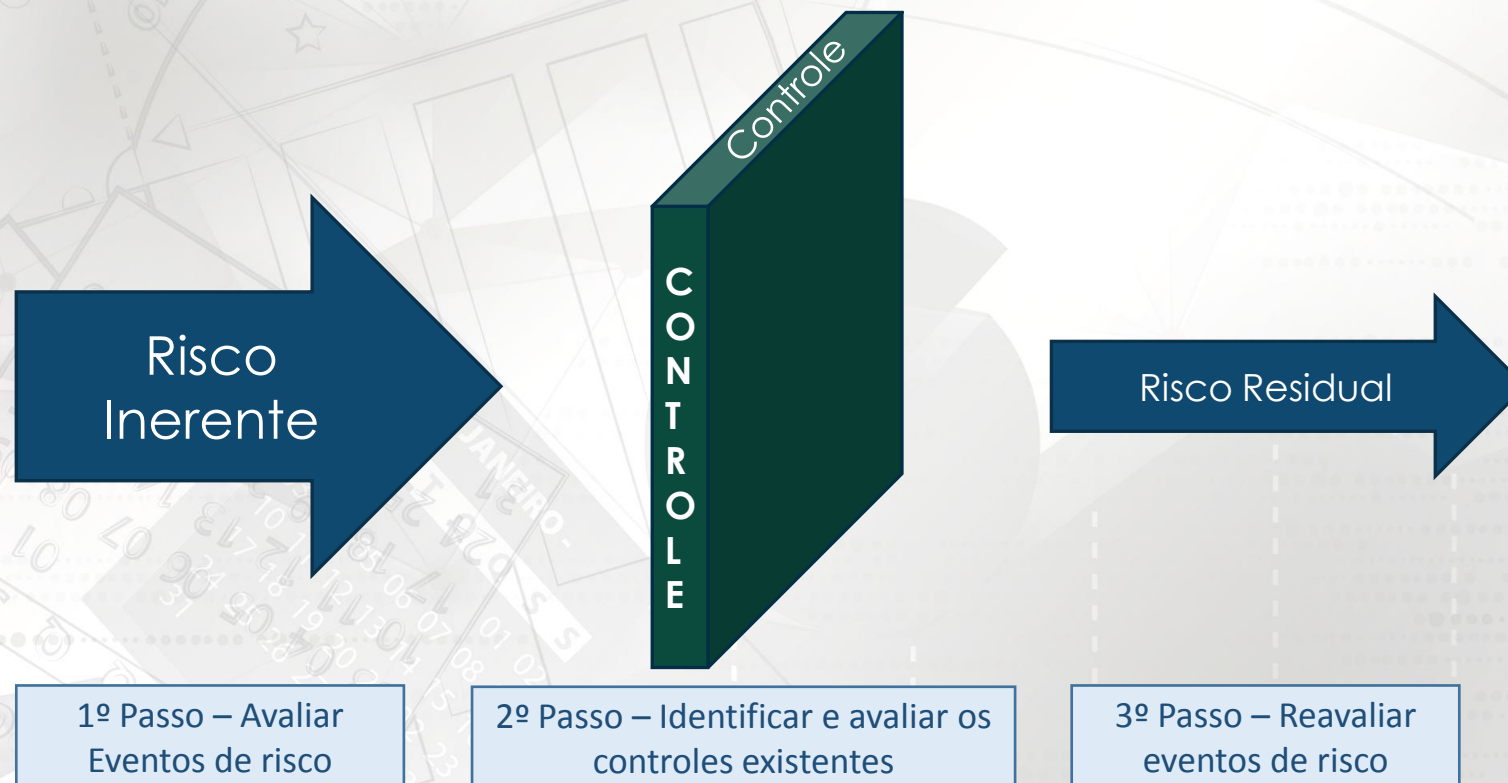 Controle
CONTROLE
Risco
Inerente
Risco Residual
1º Passo – Avaliar
Eventos de risco
2º Passo – Identificar e avaliar os
controles existentes
3º Passo – Reavaliar
eventos de risco